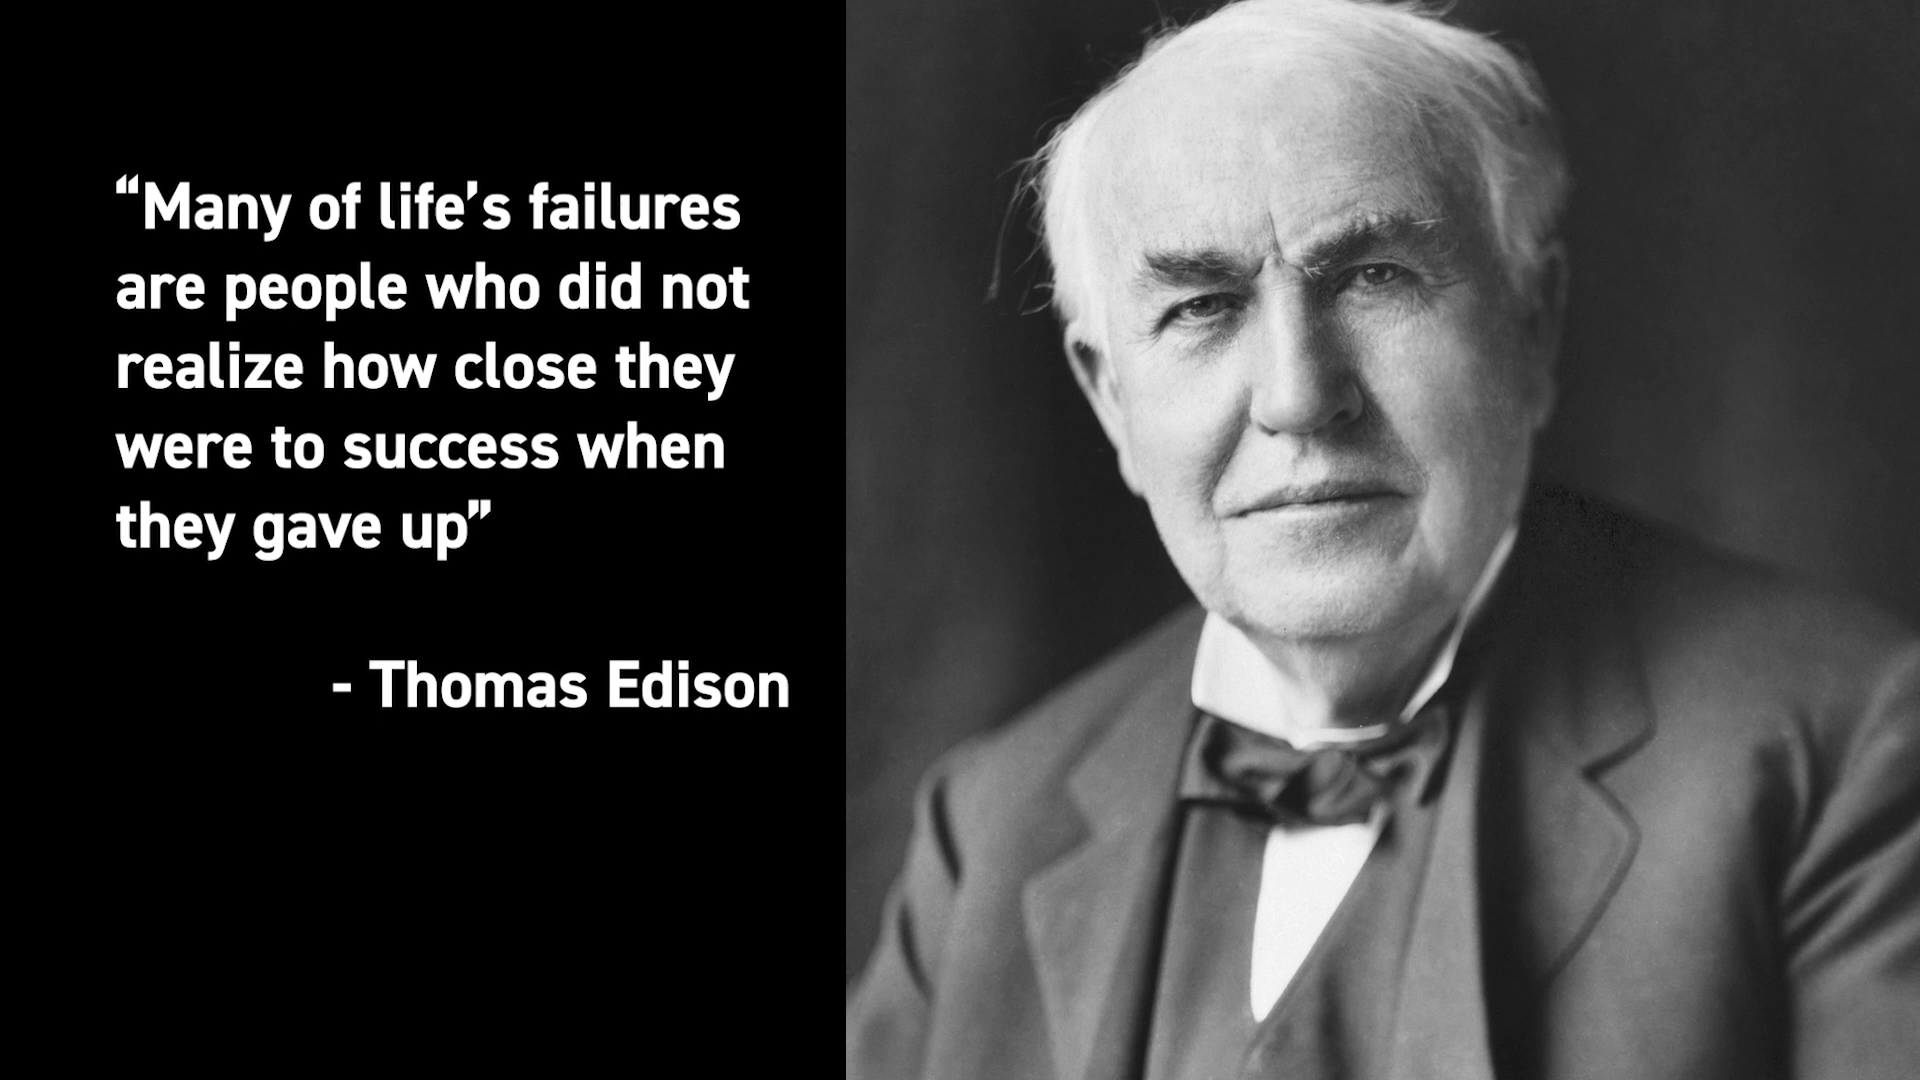 “Many of life’s failures
are people who did not
realize how close they
were to success when
they gave up”
- Thomas Edison